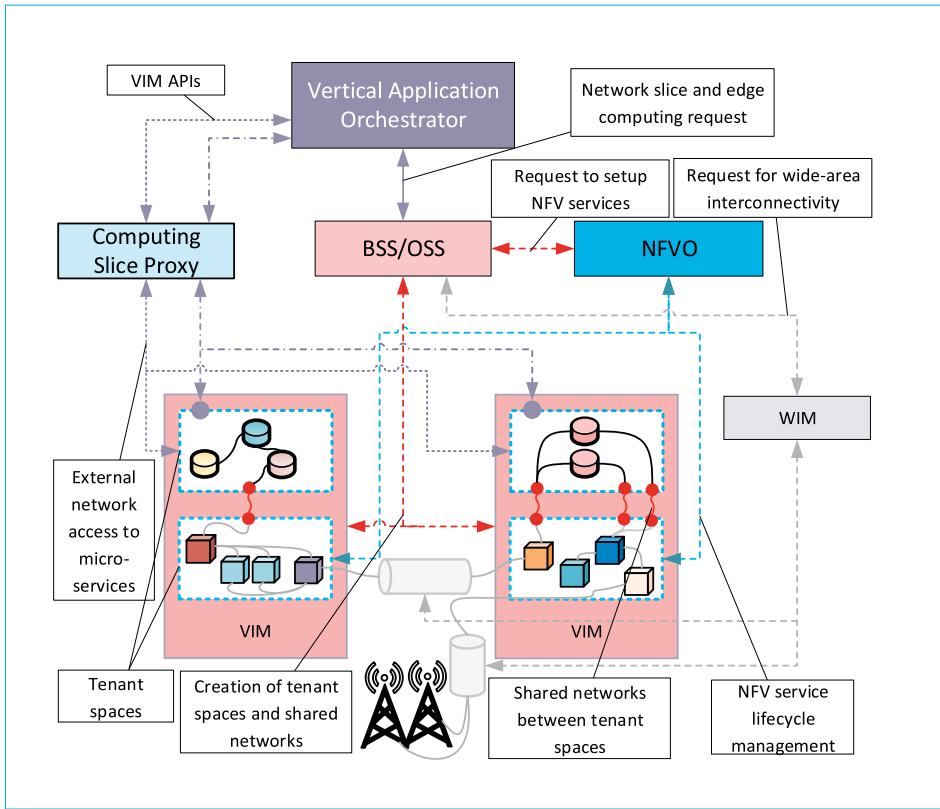 VIM APIs
Vertical Application
Orchestrator
Network slice and edge
computing request
Request to setup
NFV services
Request for wide-area
interconnectivity
Computing
Slice Proxy
BSS/OSS
NFVO
WIM
External
network
access to
micro-
services
VIM
VIM
Tenant
spaces
Creation of tenant
spaces and shared
networks
Shared networks
between tenant
spaces
NFV service
lifecycle
management